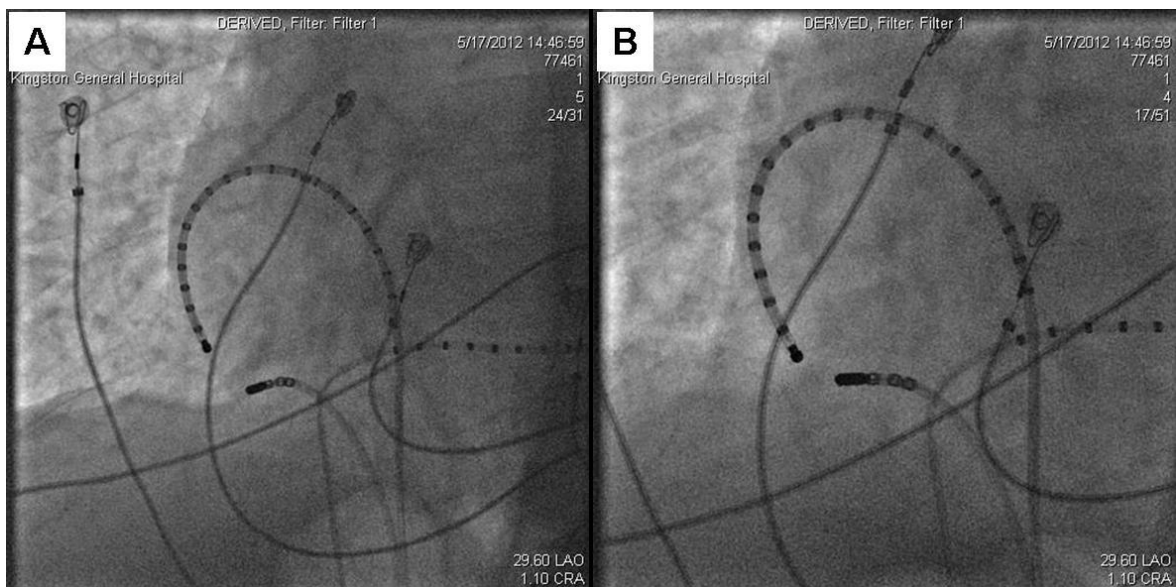 A
DERIVED, Filter: Filter 1
5/17/2012 14:46:59
77461
Kingston General Hospital
1
5
24/31
29.60 LAO
1.10 CRA
B
DERIVED, Filter: Filter 1
5/17/2012 14:46:59
77461
Kingston General Hospital
1
4
17/51
29.60 LAO
1.10 CRA